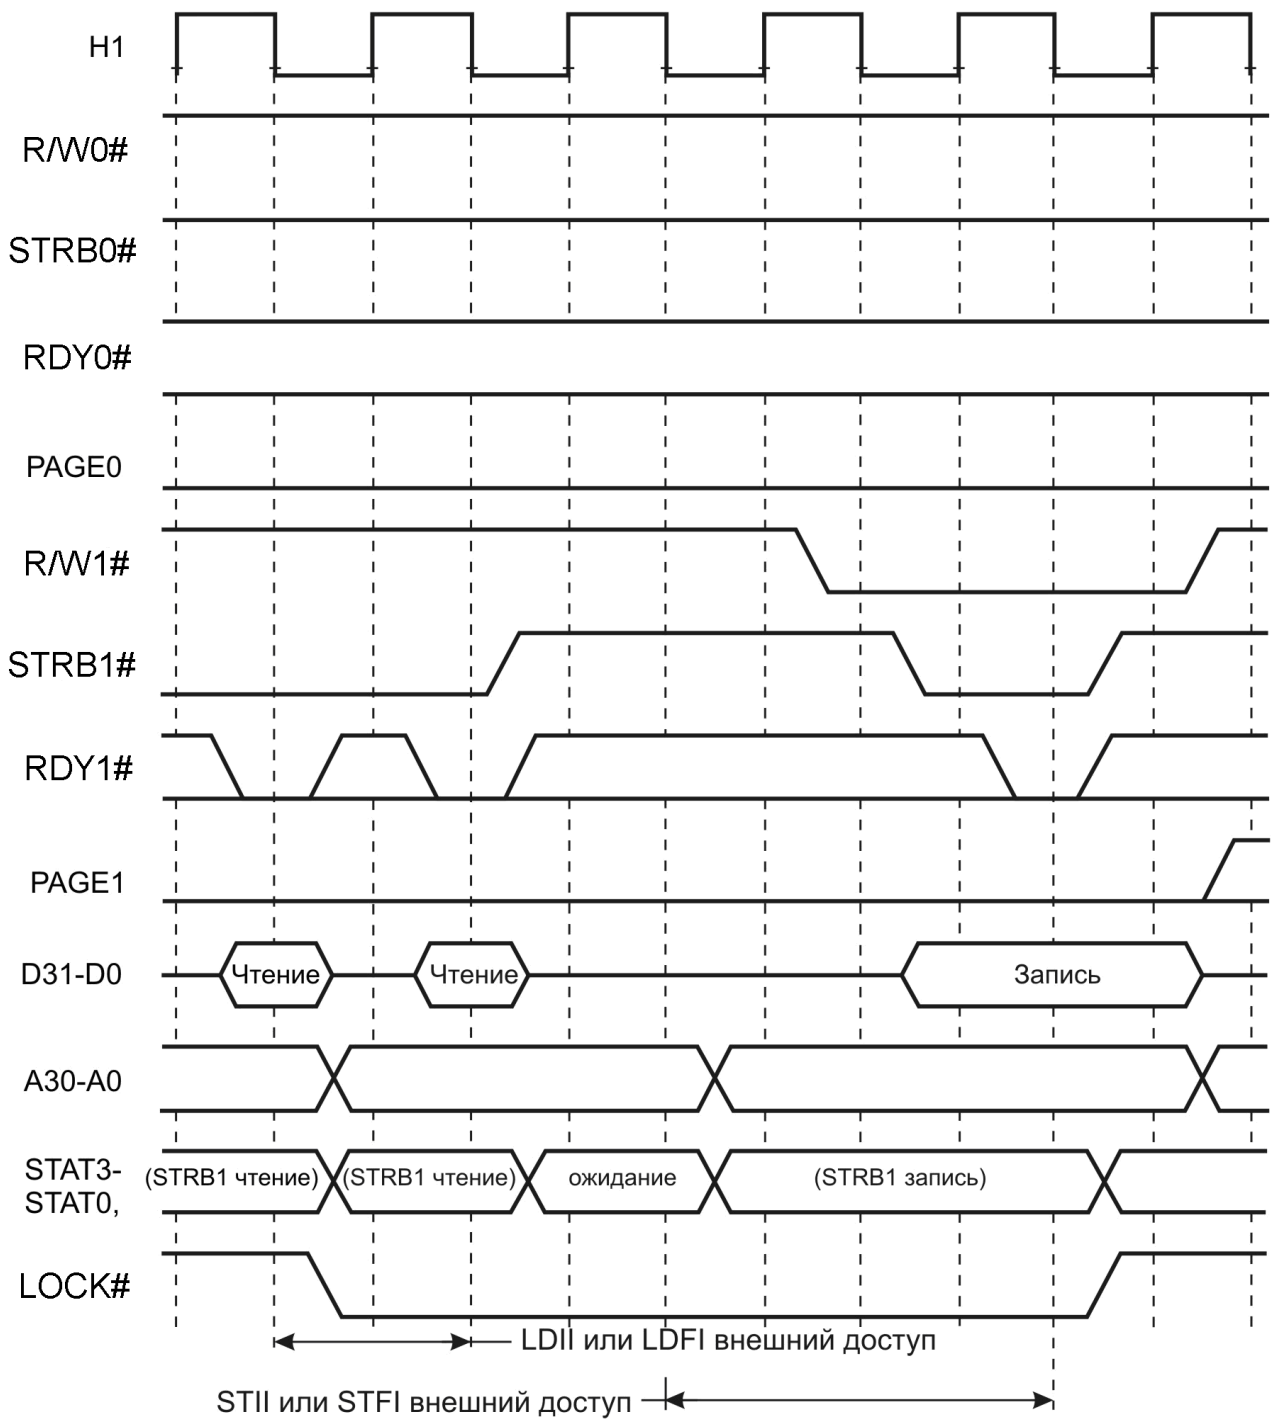 H1
R/W0#
STRB0#
RDY0#
PAGE0
R/W1#
STRB1#
RDY1#
PAGE1
D31-D0
Чтение
Чтение
Запись
A30-A0
STAT3-
STAT0,
(STRB1 чтение)
(STRB1 чтение)
ожидание
(STRB1 запись)
LOCK#
LDII или LDFI внешний доступ
STII или STFI внешний доступ